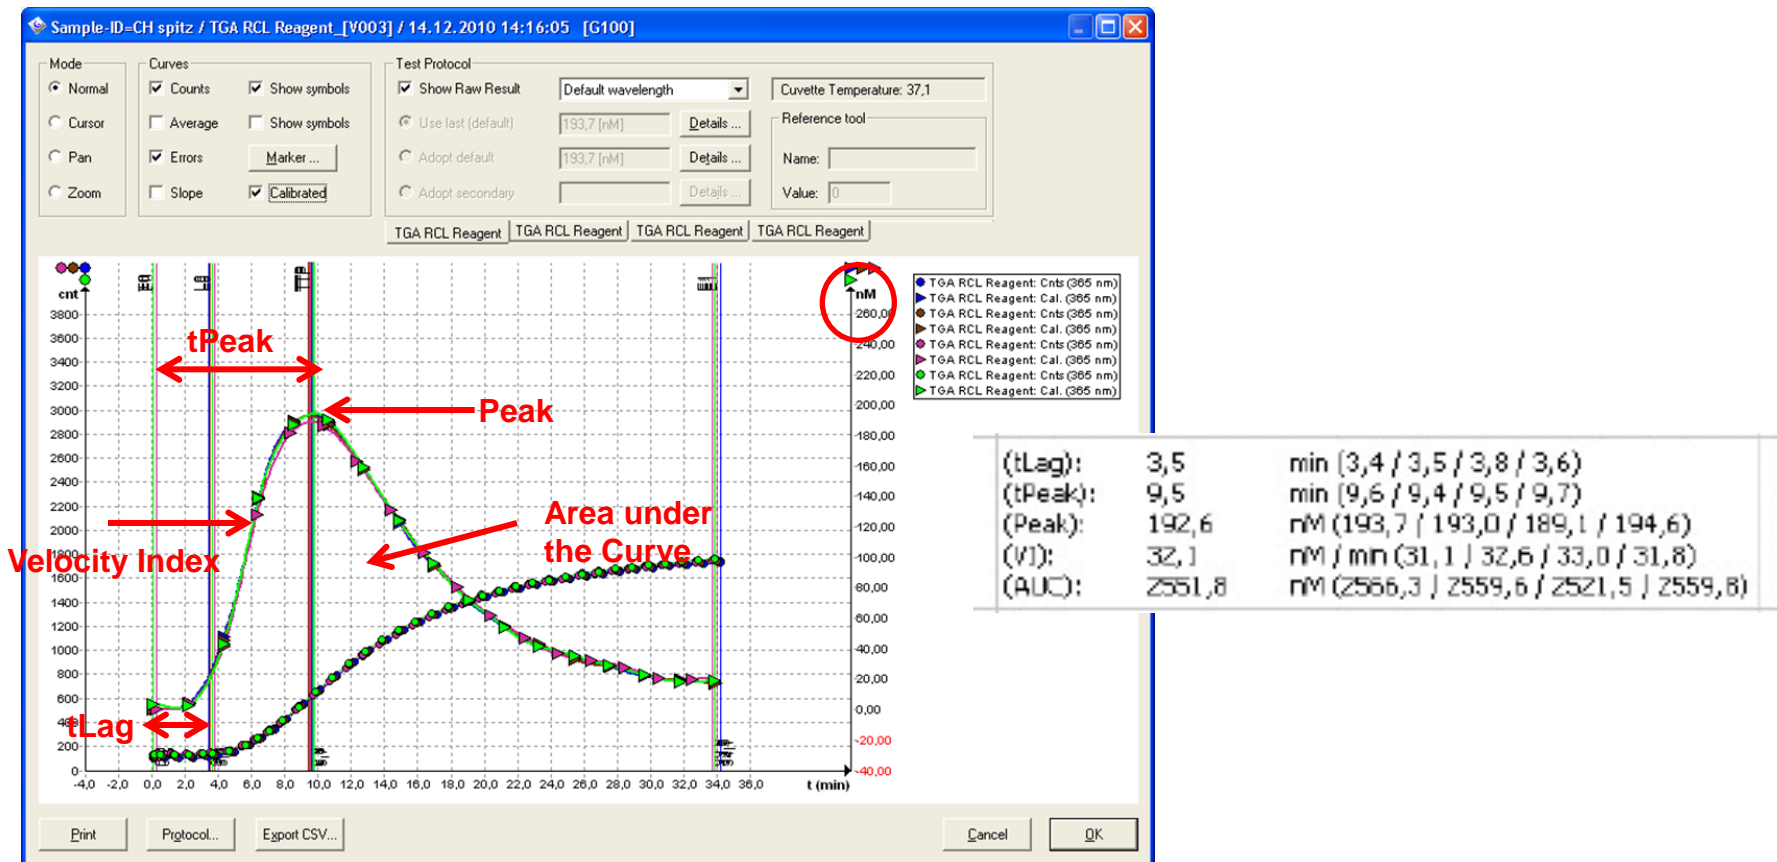 Sample-ID=CH spitz / TGA RCL Reagent_[V003] / 14.12.2010 14:16:05 [G100]
Mode
Normal
Cursor
Pan
Zoom
Curves
Counts
Show symbols
Average
Show symbols
Errors
Marker ...
Slope
Calibrated
Test Protocol
Show Raw Result
Default wavelength
Use last (default)
193,7 [nM]
Details ...
Adopt default
193,7 [nM]
Details ...
Adopt secondary
Details ...
Cuvette Temperature: 37,1
Reference tool
Name:
Value: 0
TGA RCL Reagent TGA RCL Reagent TGA RCL Reagent TGA RCL Reagent
cnt
3800
3600
3400
3200
3000
2800
2600
2400
2200
2000
1800
1600
1400
1200
1000
800
600
400
200
0
tPeak
Peak
Velocity Index
Area under
the Curve
tLag
nM
260,00
240,00
220,00
200,00
180,00
160,00
140,00
120,00
100,00
80,00
60,00
40,00
20,00
0,00
-20,00
-40,00
-4,0 -2,0 0,0 2,0 4,0 6,0 8,0 10,0 12,0 14,0 16,0 18,0 20,0 22,0 24,0 26,0 28,0 30,0 32,0 34,0 36,0 t (min)
TGA RCL Reagent: Cnts (365 nm)
TGA RCL Reagent: Cal. (365 nm)
TGA RCL Reagent: Cnts (365 nm)
TGA RCL Reagent: Cal. (365 nm)
TGA RCL Reagent: Cnts (365 nm)
TGA RCL Reagent: Cal. (365 nm)
TGA RCL Reagent: Cnts (365 nm)
TGA RCL Reagent: Cal. (365 nm)
(tLag): 3,5 min (3,4 / 3,5 / 3,8 / 3,6)
(tPeak): 9,5 min (9,6 / 9,4 / 9,5 / 9,7)
(Peak): 192,6 nM (193,7 / 193,0 / 189,1 / 194,6)
(VI): 32,1 nM / min (31,1 / 32,6 / 33,0 / 31,8)
(AUC): 2551,8 nM (2566,3 / 2559,6 / 2521,5 / 2559,8)
Print
Protocol...
Export CSV...
Cancel
OK